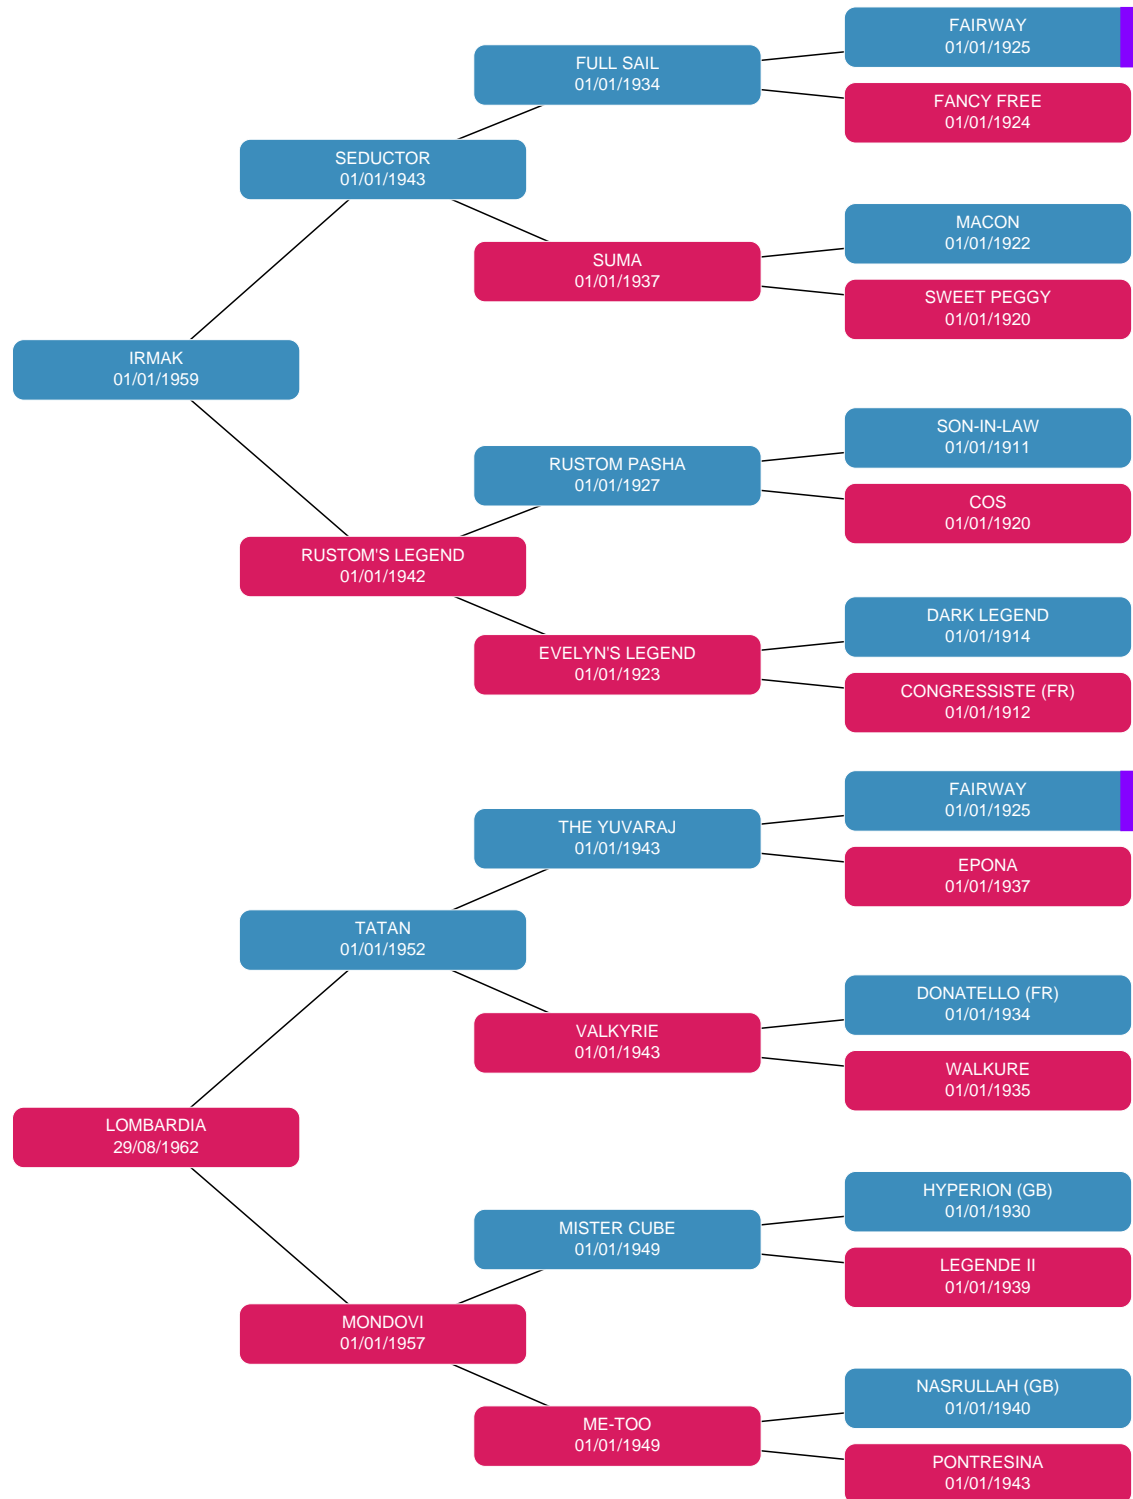 FAIRWAY
01/01/1925
FULL SAIL
01/01/1934
FANCY FREE
01/01/1924
SEDUCTOR
01/01/1943
MACON
01/01/1922
SUMA
01/01/1937
SWEET PEGGY
01/01/1920
IRMAK
01/01/1959
SON-IN-LAW
01/01/1911
RUSTOM PASHA
01/01/1927
COS
01/01/1920
RUSTOM'S LEGEND
01/01/1942
DARK LEGEND
01/01/1914
EVELYN'S LEGEND
01/01/1923
CONGRESSISTE (FR)
01/01/1912
FAIRWAY
01/01/1925
THE YUVARAJ
01/01/1943
EPONA
01/01/1937
TATAN
01/01/1952
DONATELLO (FR)
01/01/1934
VALKYRIE
01/01/1943
WALKURE
01/01/1935
LOMBARDIA
29/08/1962
HYPERION (GB)
01/01/1930
MISTER CUBE
01/01/1949
LEGENDE II
01/01/1939
MONDOVI
01/01/1957
NASRULLAH (GB)
01/01/1940
ME-TOO
01/01/1949
PONTRESINA
01/01/1943